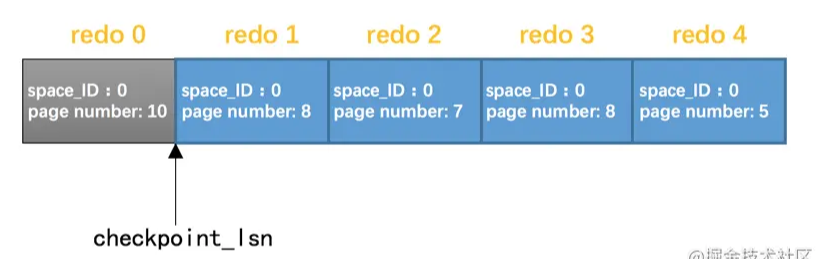 redo 0
redo 1
redo 2
redo 3
redo 4
space_ID：0
page number: 10
space_ID：0
page number: 8
space_ID：0
page number: 7
space_ID：0
page number: 8
space_ID：0
page number: 5
checkpoint_lsn
@掘金技术社区